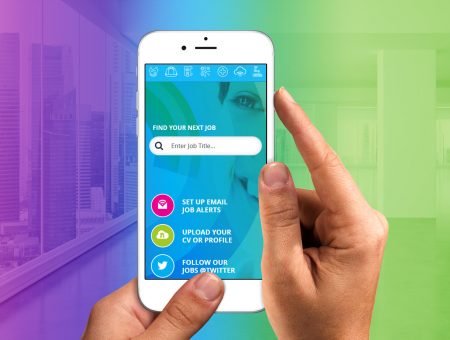 FIND YOUR NEXT JOB
Enter Job Title...
SET UP EMAIL
JOB ALERTS
UPLOAD YOUR
CV OR PROFILE
FOLLOW OUR
JOBS @TWITTER